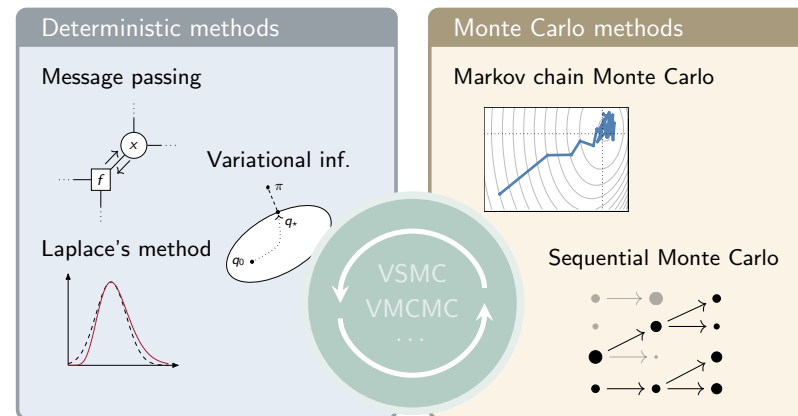 Deterministic methods
Message passing
x
f
Variational inf.
π
q⋆
q₀
Laplace's method
VSMC
VMCMC
...
Monte Carlo methods
Markov chain Monte Carlo
Sequential Monte Carlo